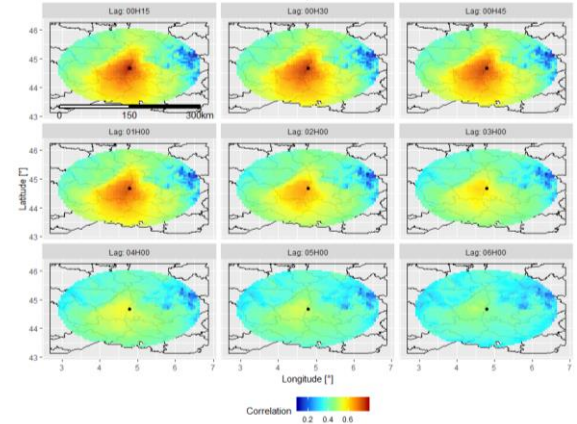 Lag: 00H15 Lag: 00H30 Lag: 00H45
46
45
44
43
0 150 300km
Lag: 01H00 Lag: 02H00 Lag: 03H00
46
45
44
43
Latitude [°]
Lag: 04H00 Lag: 05H00 Lag: 06H00
46
45
44
43
3 4 5 6 7 3 4 5 6 7 3 4 5 6 7
Longitude [°]
Correlation
0.2 0.4 0.6